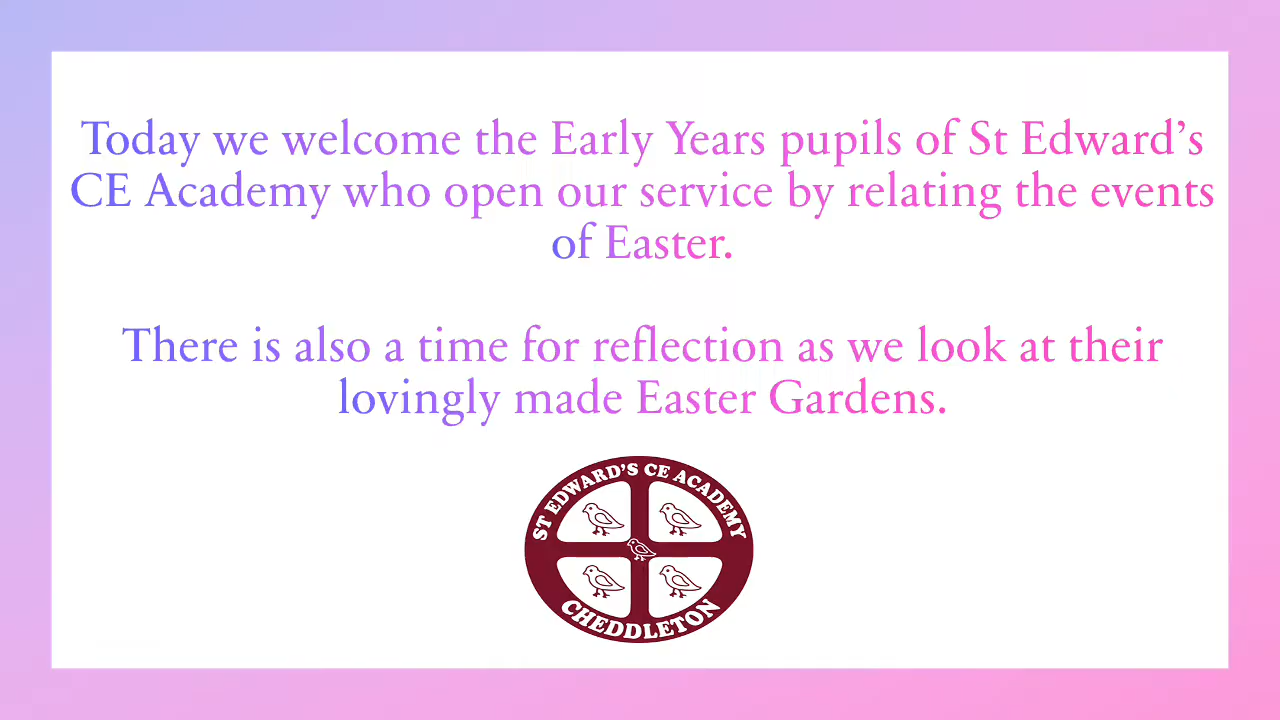 Today we welcome the Early Years pupils of St Edward’s
CE Academy who open our service by relating the events
of Easter.
There is also a time for reflection as we look at their
lovingly made Easter Gardens.
ST EDWARD’S CE ACADEMY
CHEDDLETON